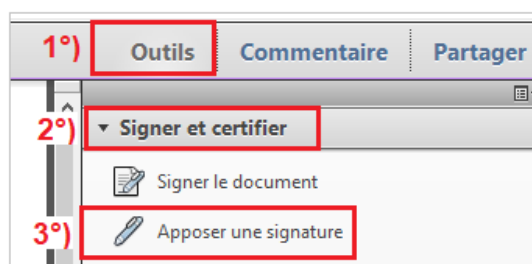 1°) Outils Commentaire Partager
2°) Signer et certifier
Signer le document
3°) Apposer une signature